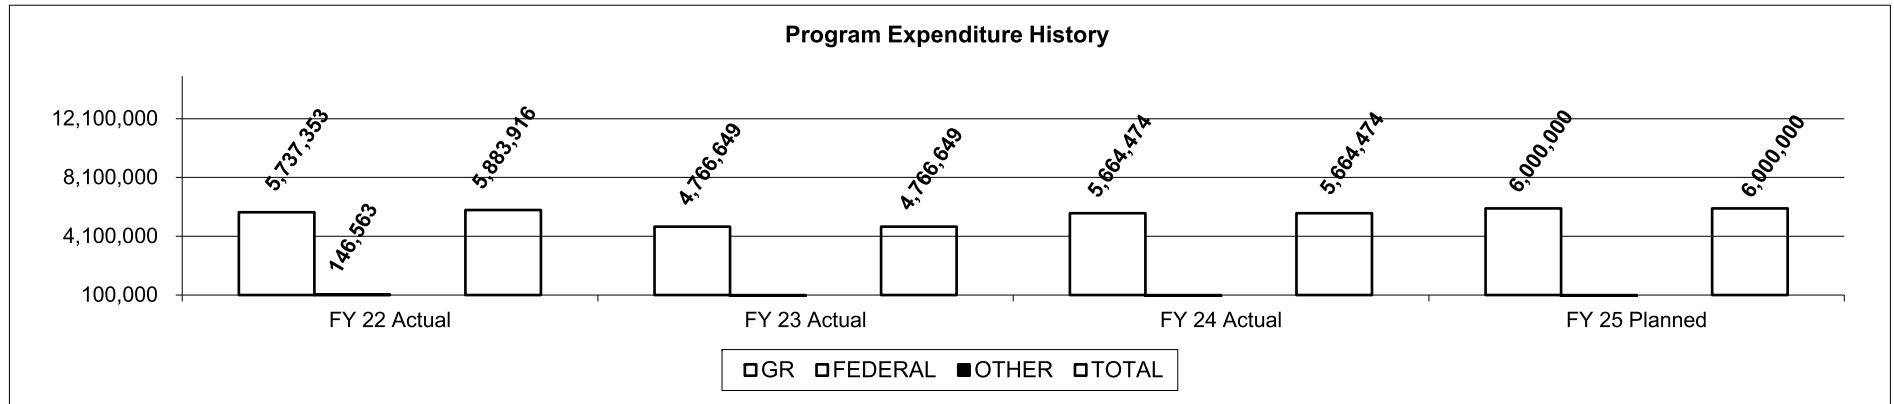 Program Expenditure History
12,100,000
8,100,000
4,100,000
100,000
5,737,353
146,563
5,883,916
4,766,649
4,766,649
5,664,474
5,664,474
6,000,000
6,000,000
FY 22 Actual
FY 23 Actual
FY 24 Actual
FY 25 Planned
GR FEDERAL OTHER TOTAL